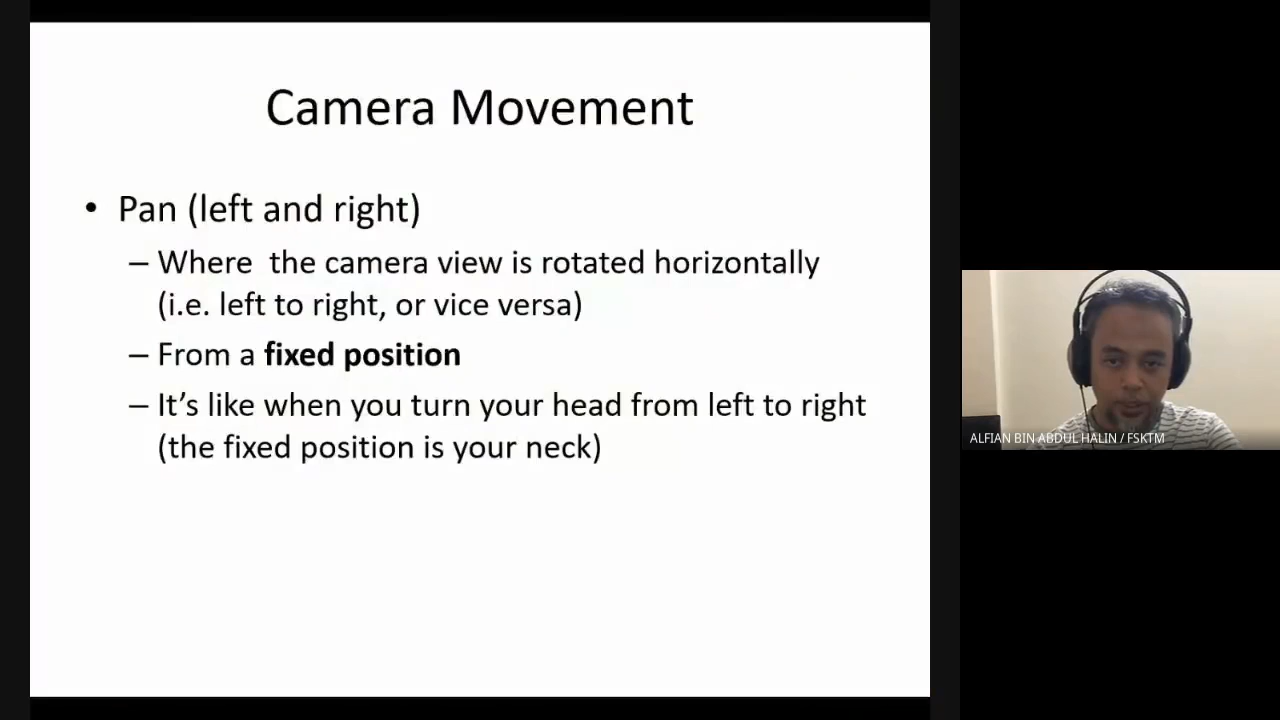 Camera Movement
• Pan (left and right)
– Where  the camera view is rotated horizontally
(i.e. left to right, or vice versa)
– From a fixed position
– It’s like when you turn your head from left to right
(the fixed position is your neck)
ALFIAN BIN ABDUL HALIN / FSKTM